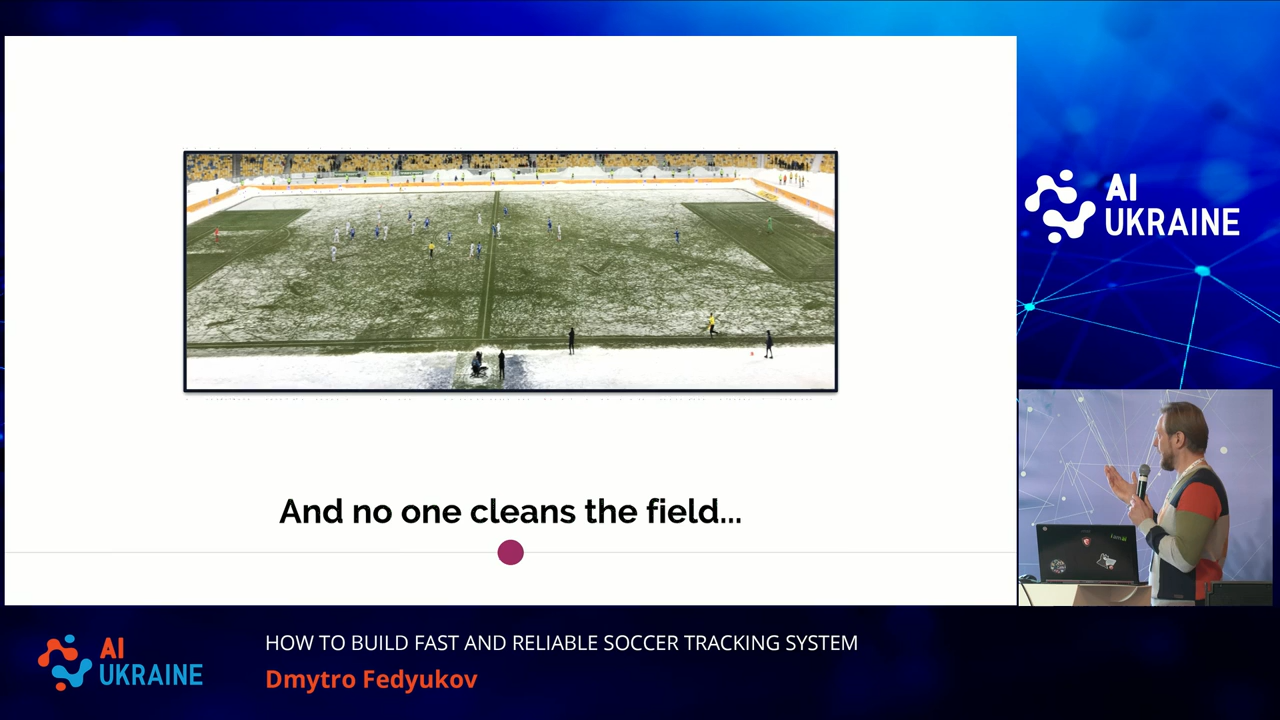 And no one cleans the field...
AI
UKRAINE
AI
UKRAINE
HOW TO BUILD FAST AND RELIABLE SOCCER TRACKING SYSTEM
Dmytro Fedyukov